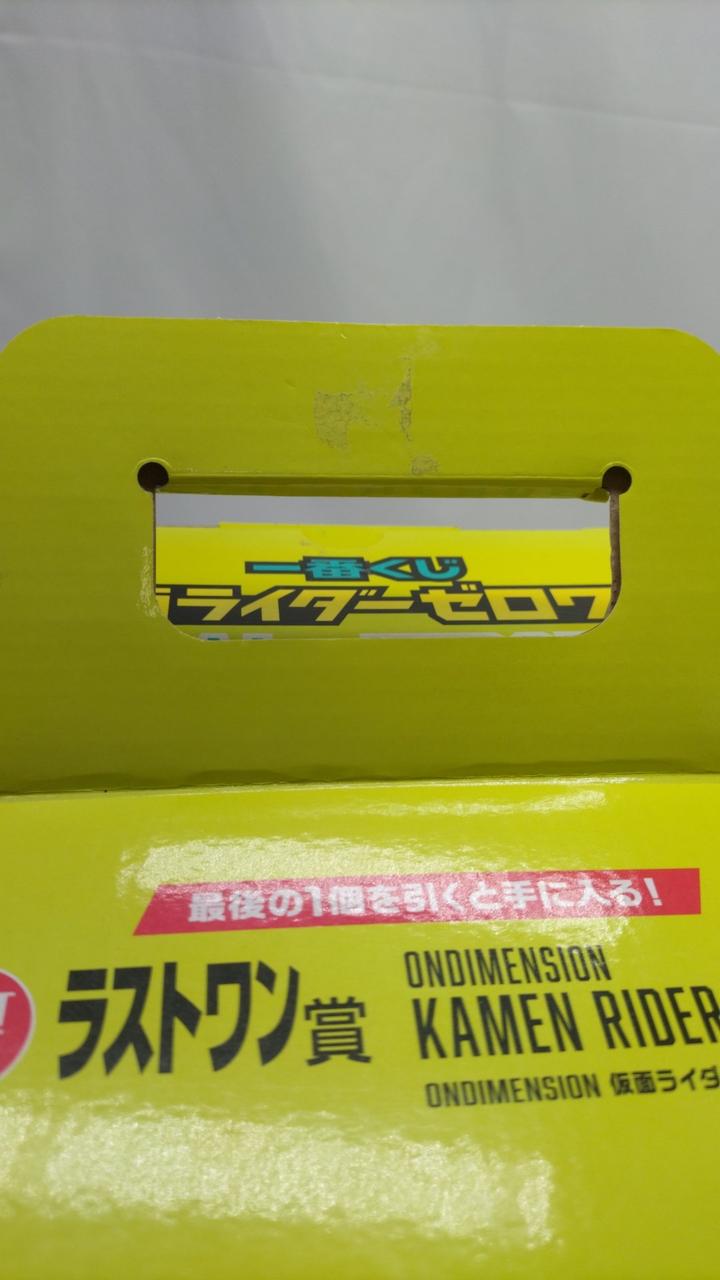 一番くじ
ライダーゼロワ
最後の1個を引くと手に入る!
ラストワン賞
ONDIMENSION
KAMEN RIDER
ONDIMENSION 仮面ライダ